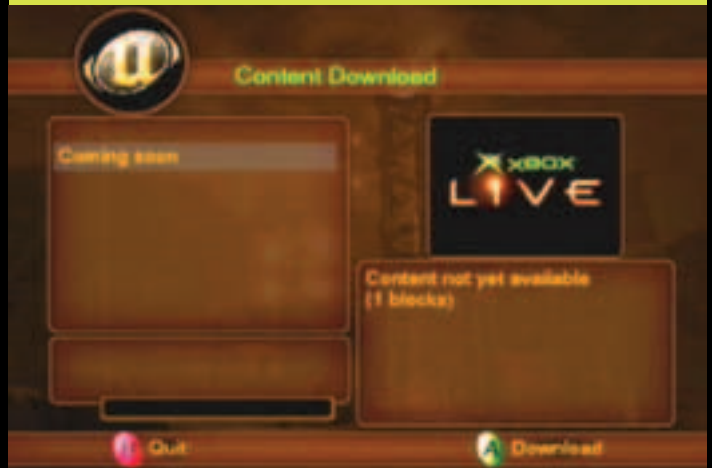 Content Download
Coming soon
XBOX
LIVE
Content not yet available
(1 blocks)
Quit
A Download